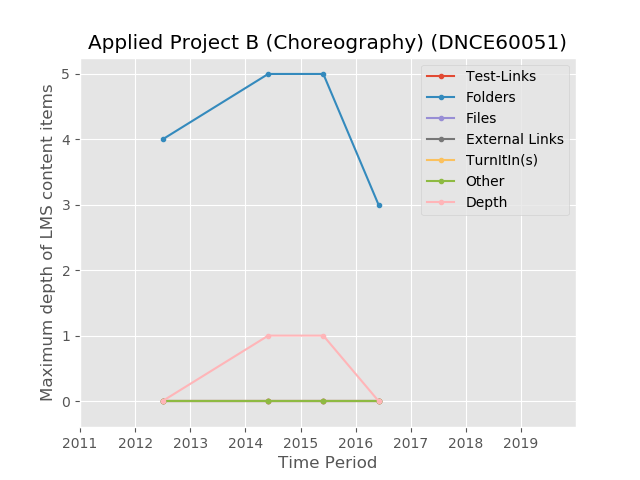 Applied Project B (Choreography) (DNCE60051)
Maximum depth of LMS content items
5
4
3
2
1
0
Test-Links
Folders
Files
External Links
TurnItIn(s)
Other
Depth
2011 2012 2013 2014 2015 2016 2017 2018 2019
Time Period